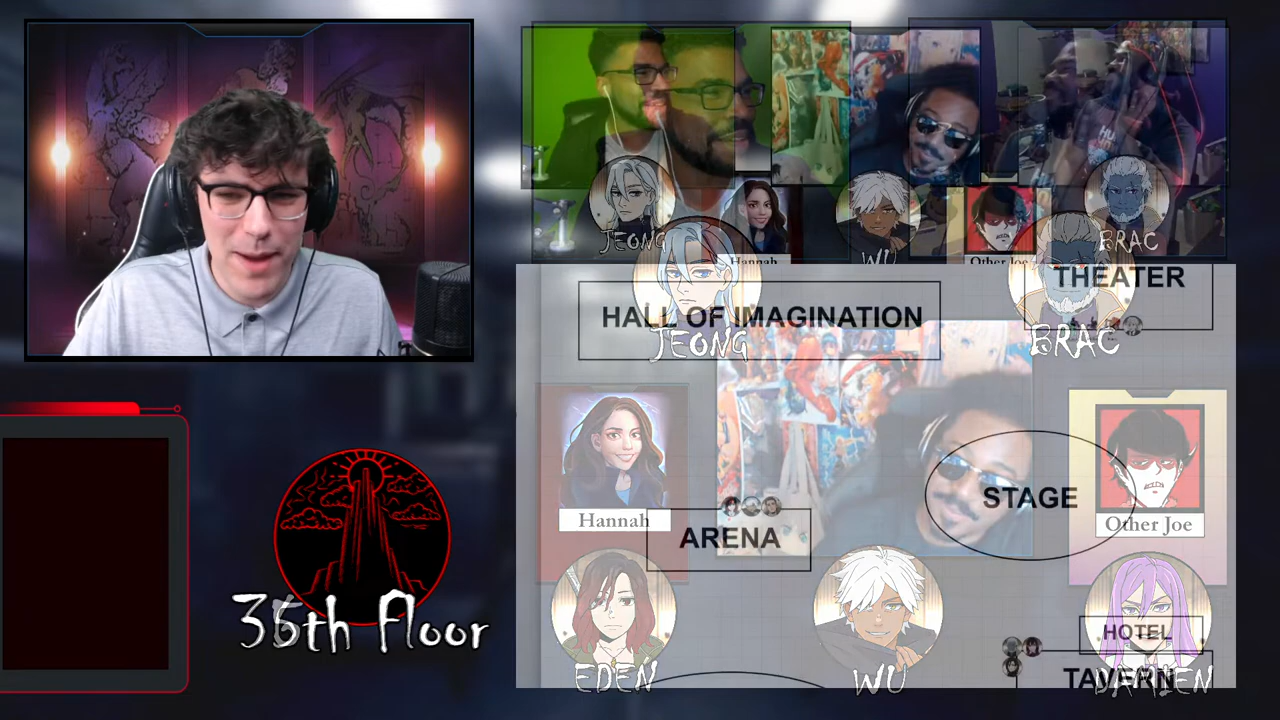 JEONG
Hannah
WU
Other Joe
BRAC
THEATER
HALL OF IMAGINATION
JEONG
BRAC
Hannah
STAGE
Other Joe
ARENA
35th Floor
HOTEL
EDEN
WU
TAVERN
DAMIEN